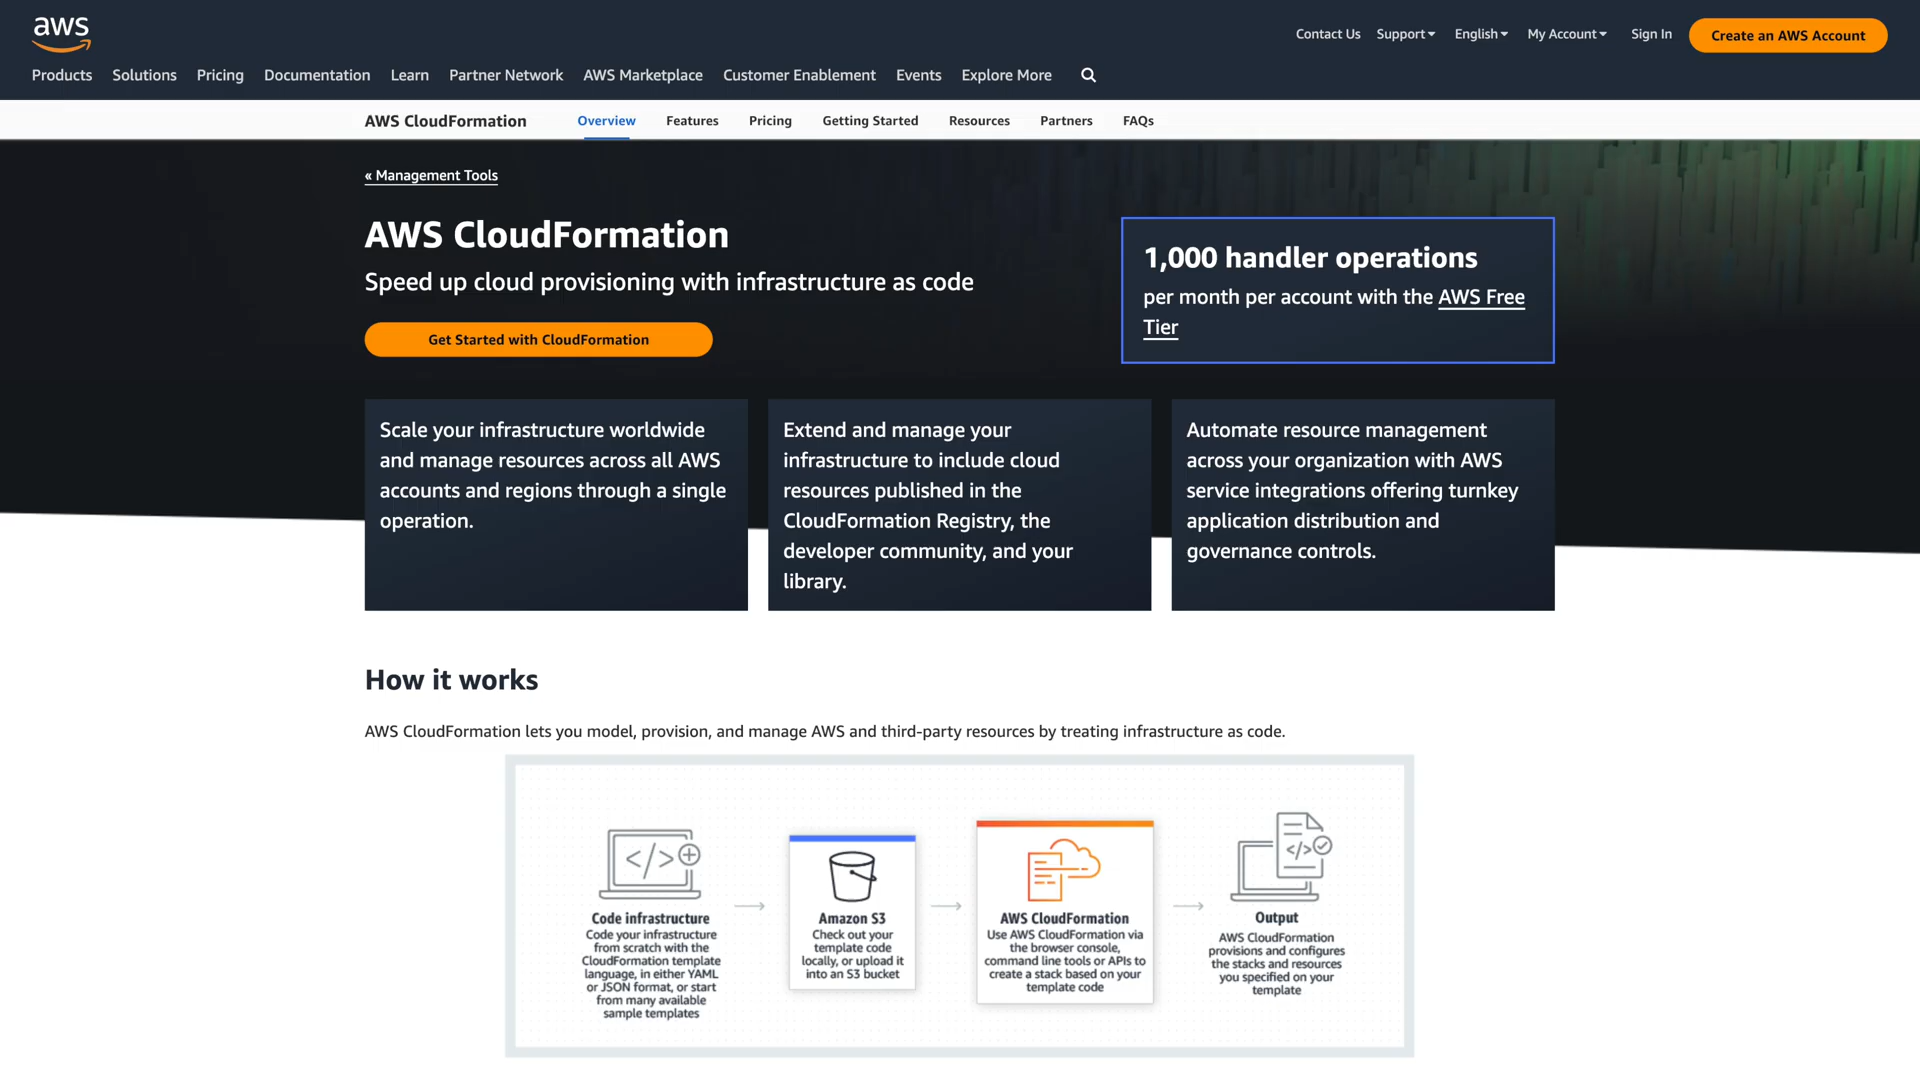 aws
Contact Us
Support
English
My Account
Sign In
Create an AWS Account
Products
Solutions
Pricing
Documentation
Learn
Partner Network
AWS Marketplace
Customer Enablement
Events
Explore More
AWS CloudFormation
Overview
Features
Pricing
Getting Started
Resources
Partners
FAQs
« Management Tools
AWS CloudFormation
Speed up cloud provisioning with infrastructure as code
Get Started with CloudFormation
1,000 handler operations
per month per account with the AWS Free
Tier
Scale your infrastructure worldwide
and manage resources across all AWS
accounts and regions through a single
operation.
Extend and manage your
infrastructure to include cloud
resources published in the
CloudFormation Registry, the
developer community, and your
library.
Automate resource management
across your organization with AWS
service integrations offering turnkey
application distribution and
governance controls.
How it works
AWS CloudFormation lets you model, provision, and manage AWS and third-party resources by treating infrastructure as code.
Code infrastructure
Code your infrastructure
from scratch with the
CloudFormation template
language, in either YAML
or JSON format, or start
from many available
sample templates
Amazon S3
Check out your
template code
locally, or upload it
into an S3 bucket
AWS CloudFormation
Use AWS CloudFormation via
the browser console,
command line tools or APIs to
create a stack based on your
template code
Output
AWS CloudFormation
provisions and configures
the stacks and resources
you specified on your
template